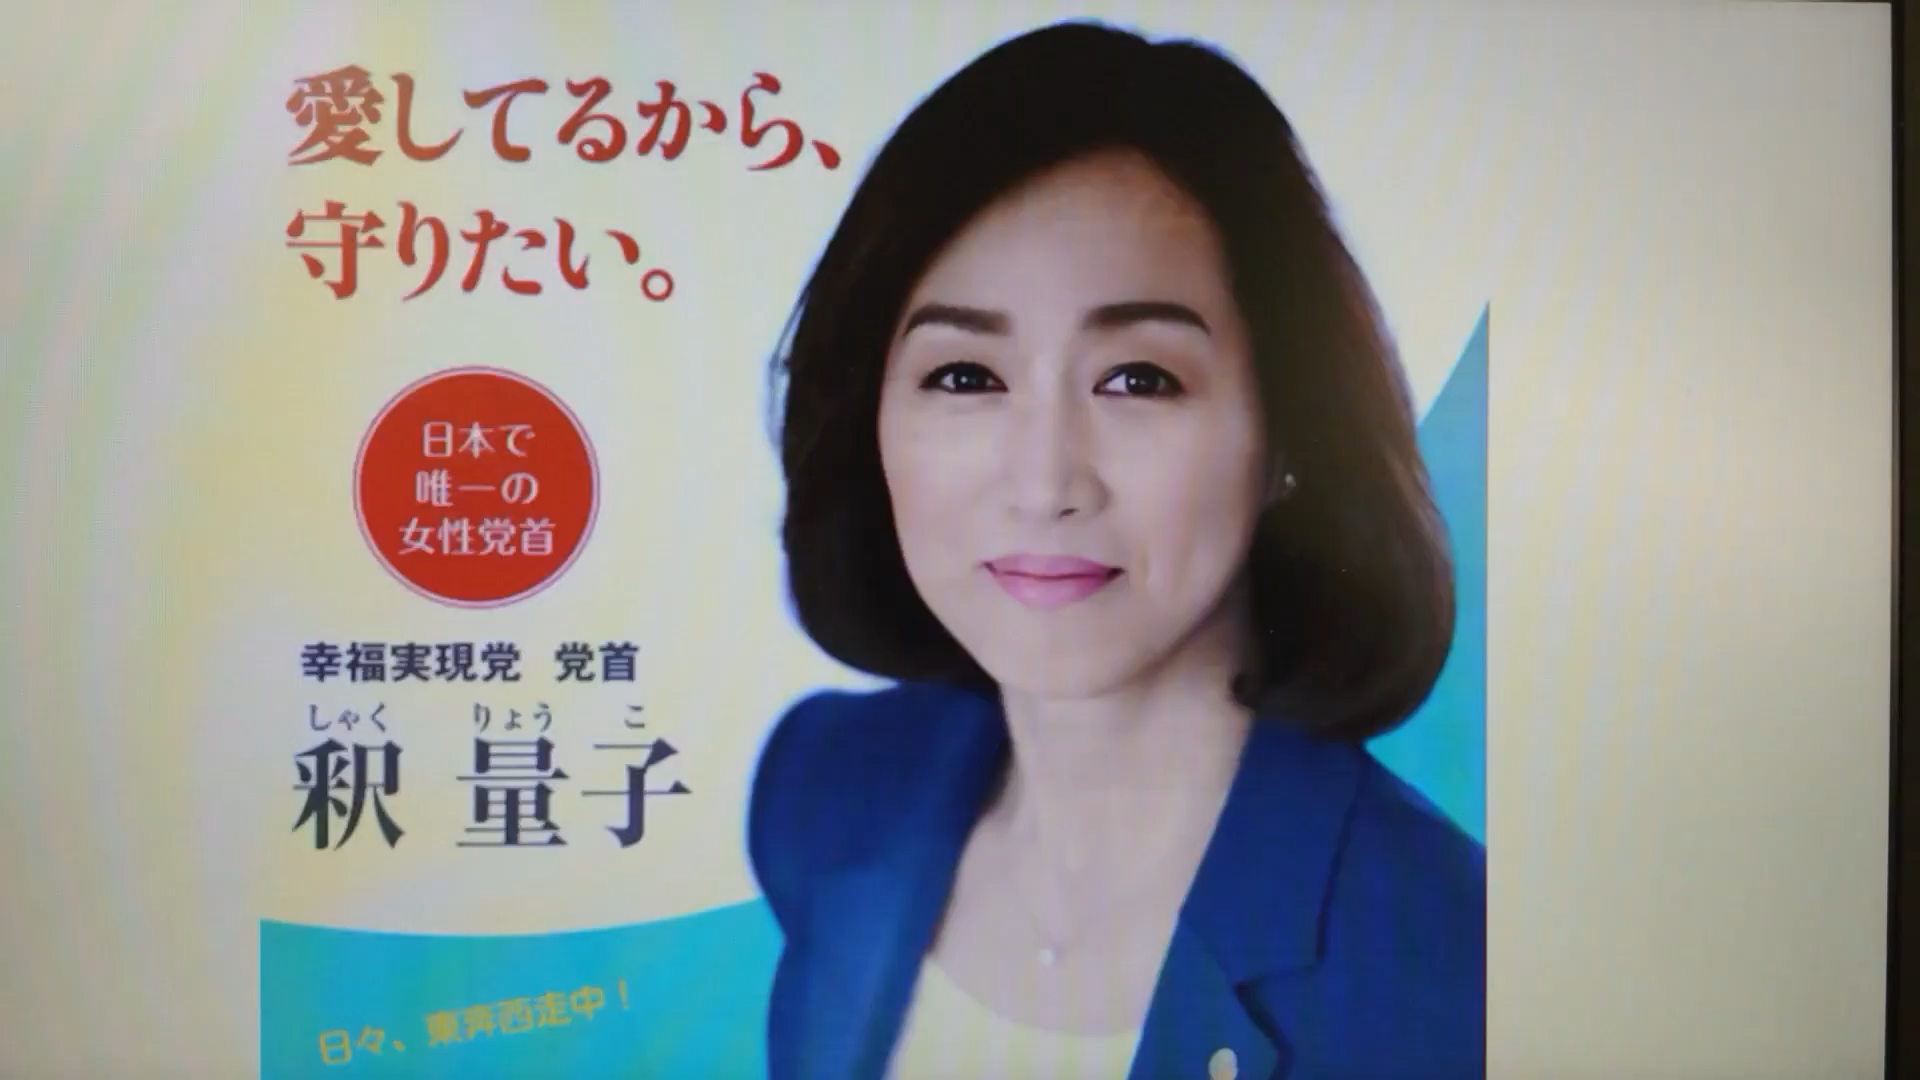 愛してるから、
守りたい。
日本で
唯一の
女性党首
幸福実現党 党首
しゃく りょう こ
釈 量子
日々、東奔西走中！